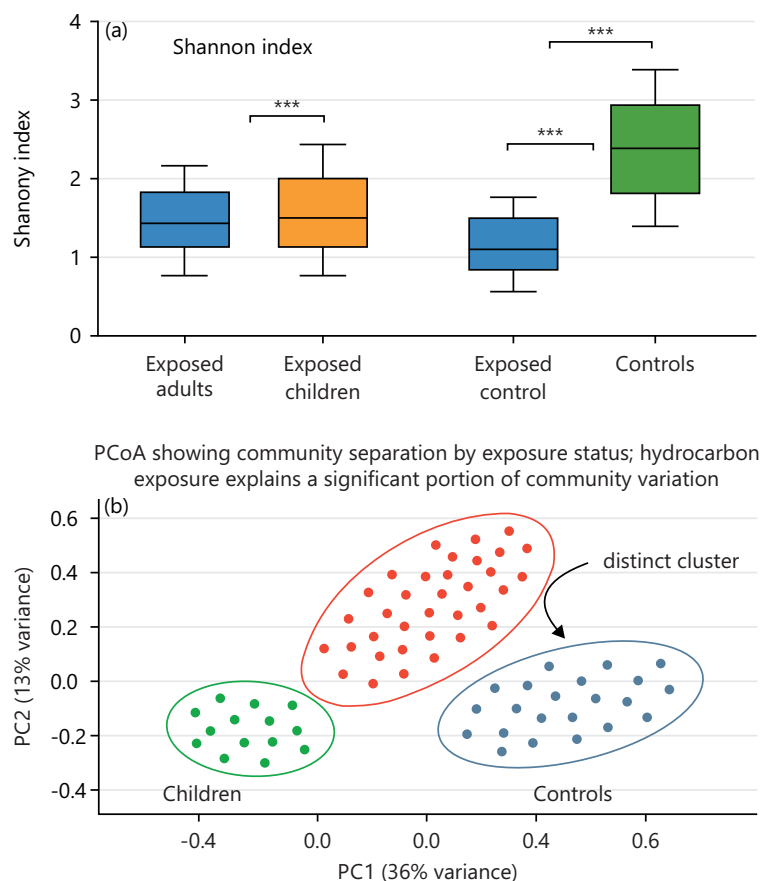 (a)
Shannon index
***
***
***
Shanony index
4
3
2
1
0
Exposed
adults
Exposed
children
Exposed
control
Controls
PCoA showing community separation by exposure status; hydrocarbon
exposure explains a significant portion of community variation
(b)
distinct cluster
PC2 (13% variance)
0.6
0.4
0.2
0.0
-0.2
-0.4
Children
Controls
-0.4
0.0
0.0
0.4
0.6
PC1 (36% variance)